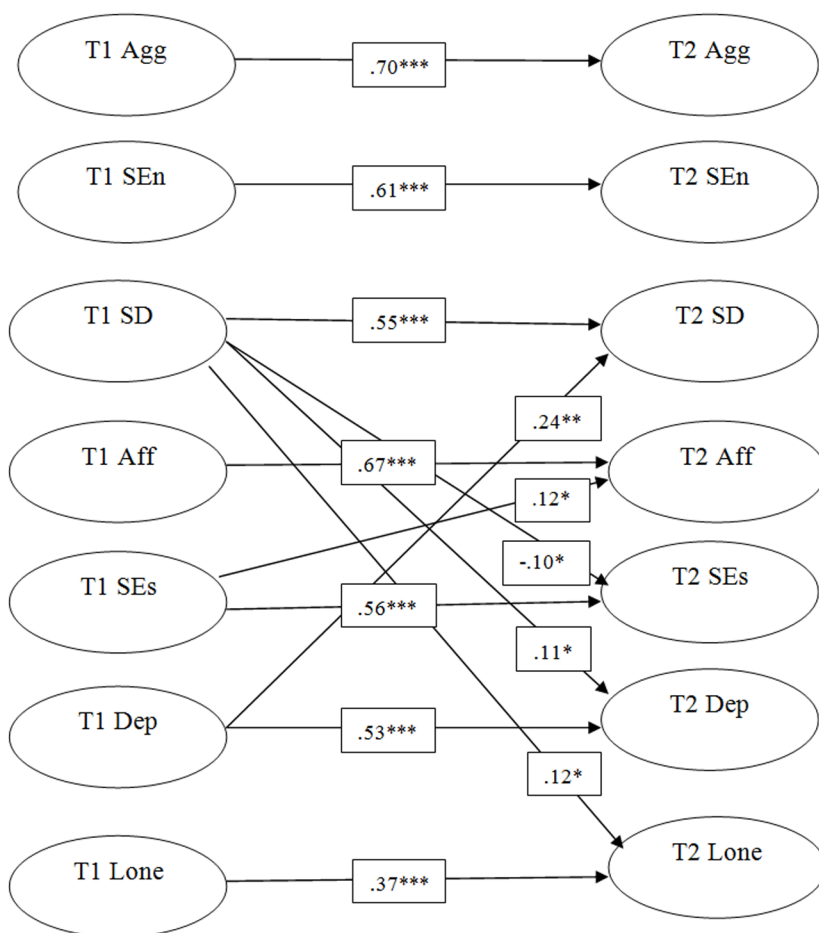 T1 Agg
.70***
T2 Agg
T1 SEn
.61***
T2 SEn
T1 SD
.55***
T2 SD
.24**
T1 Aff
.67***
T2 Aff
.12*
-.10*
T1 SEs
.56***
T2 SEs
.11*
T1 Dep
.53***
T2 Dep
.12*
T1 Lone
.37***
T2 Lone